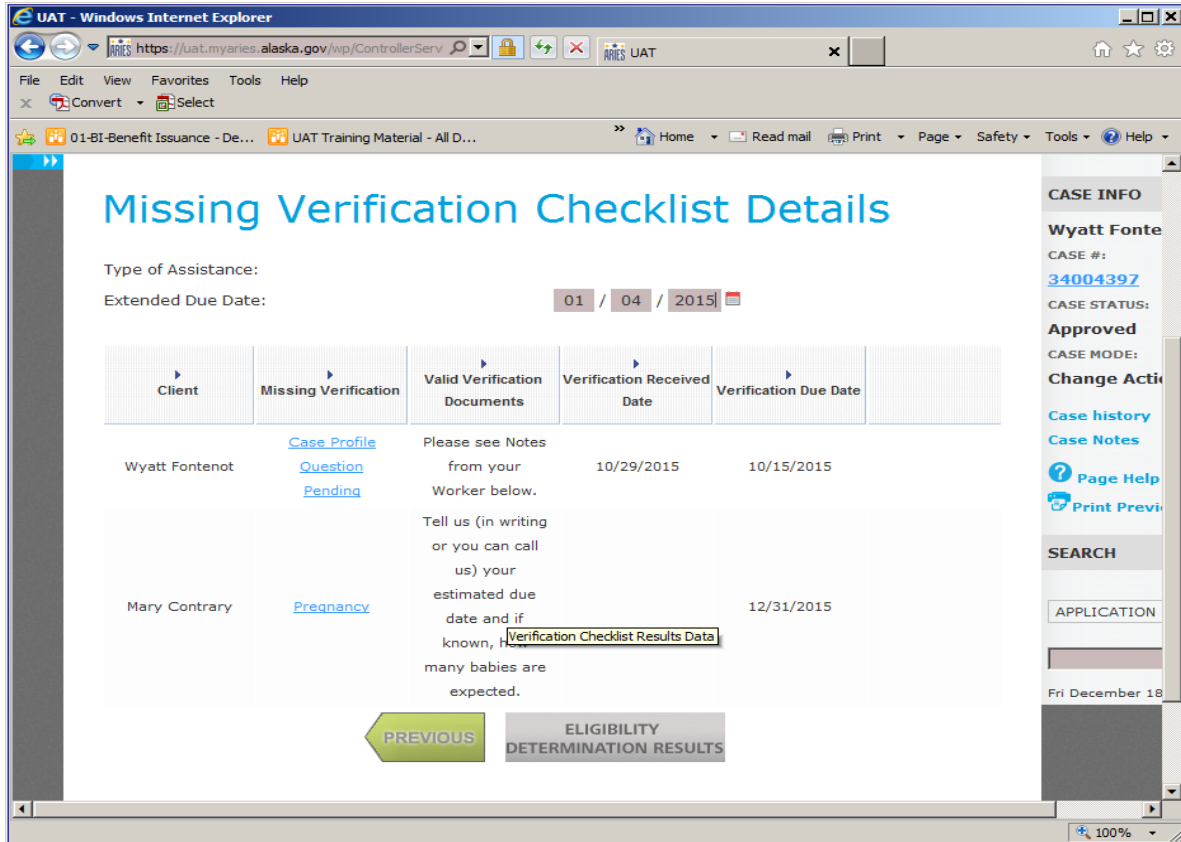 UAT - Windows Internet Explorer
ARIES https://uat.myaries.alaska.gov/wp/ControllerServ
ARIES UAT
File Edit View Favorites Tools Help
Convert Select
01-BI-Benefit Issuance - De... UAT Training Material - All D... » Home Read mail Print Page Safety Tools Help
Missing Verification Checklist Details
Type of Assistance:
Extended Due Date: 01 / 04 / 2015
Client
Missing Verification
Valid Verification
Documents
Verification Received
Date
Verification Due Date
Wyatt Fontenot
Case Profile
Question
Pending
Please see Notes
from your
Worker below.
10/29/2015
10/15/2015
Mary Contrary
Pregnancy
Tell us (in writing
or you can call
us) your
estimated due
date and if
known, how
many babies are
expected.
12/31/2015
Verification Checklist Results Data
PREVIOUS
ELIGIBILITY
DETERMINATION RESULTS
CASE INFO
Wyatt Fonte
CASE #:
34004397
CASE STATUS:
Approved
CASE MODE:
Change Acti
Case history
Case Notes
Page Help
Print Previ
SEARCH
APPLICATION
Fri December 18
100%